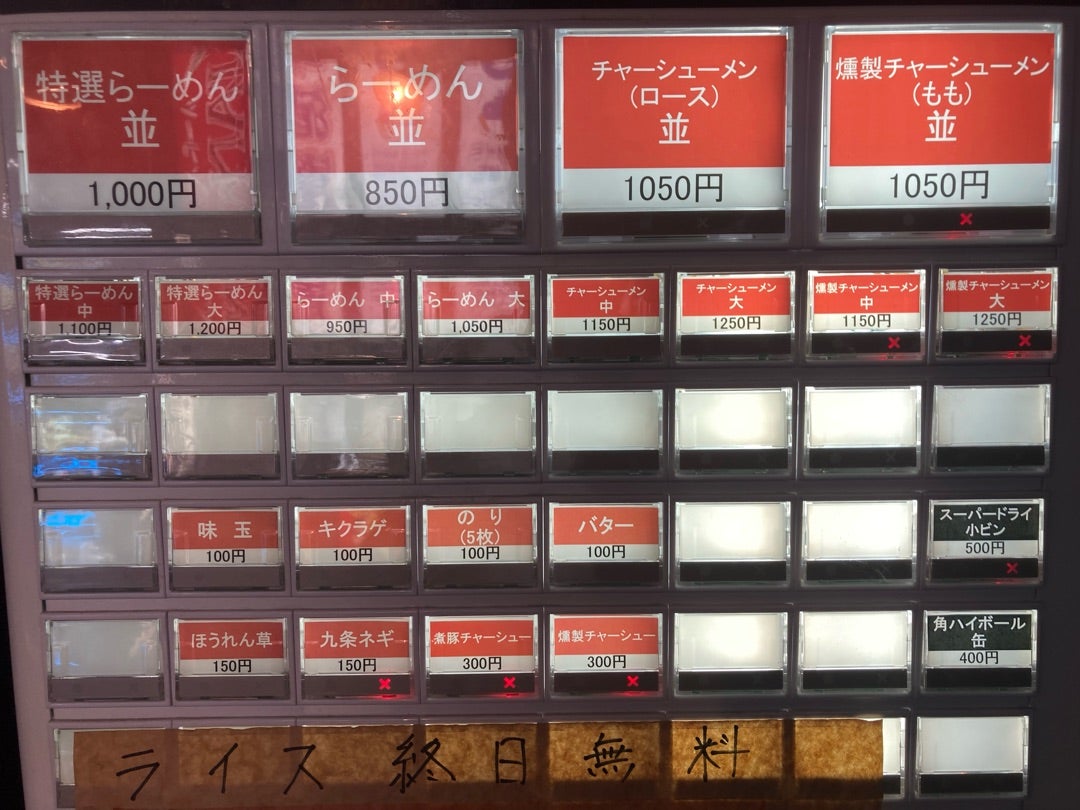 特選らーめん
並
1,000円
らーめん
並
850円
チャーシューメン
(ロース)
並
1050円
燻製チャーシューメン
(もも)
並
1050円
特選らーめん
中
1,100円
特選らーめん
大
1,200円
らーめん 中
950円
らーめん 大
1,050円
チャーシューメン
中
1150円
チャーシューメン
大
1250円
燻製チャーシューメン
中
1150円
燻製チャーシューメン
大
1250円
味玉
100円
キクラゲ
100円
のり
(5枚)
100円
バター
100円
スーパードライ
小ビン
500円
ほうれん草
150円
九条ネギ
150円
煮豚チャーシュー
300円
燻製チャーシュー
300円
角ハイボール
缶
400円
ライス 終日無料